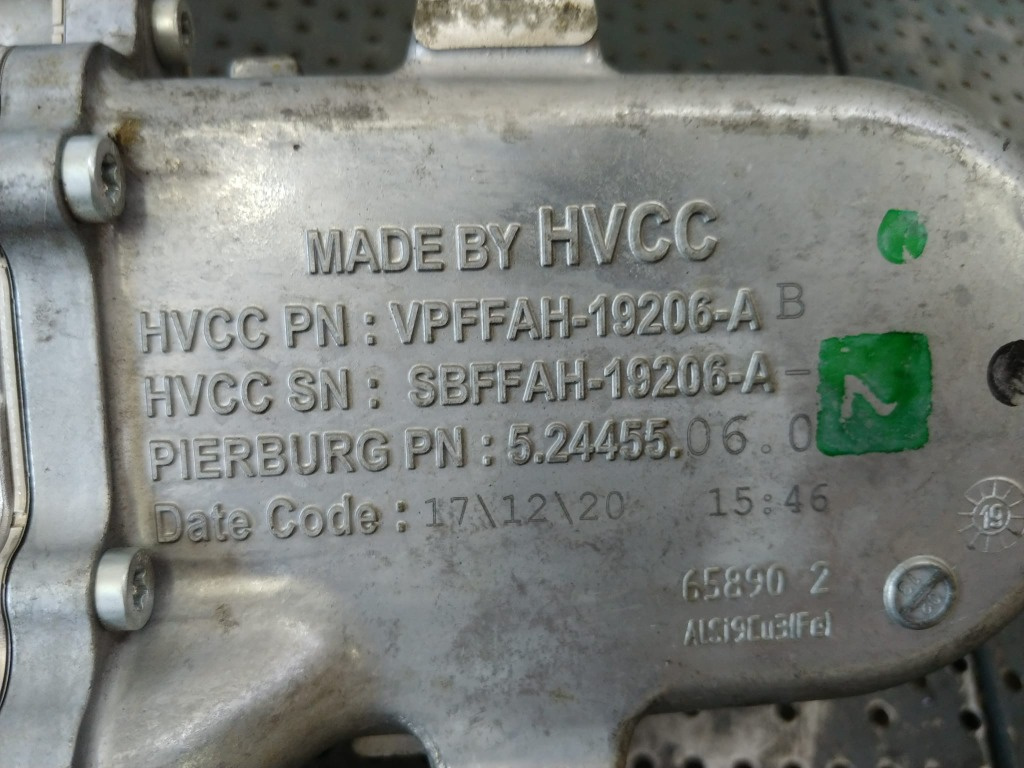 MADE BY HVCC
HVCC PN : VPFFAH-19206-A B
HVCC SN : SBFFAH-19206-A -
PIERBURG PN : 5.24455.06.0
Date Code : 17\12\20 15:46
19
65890 2
ALSi9Cu3(Fe)